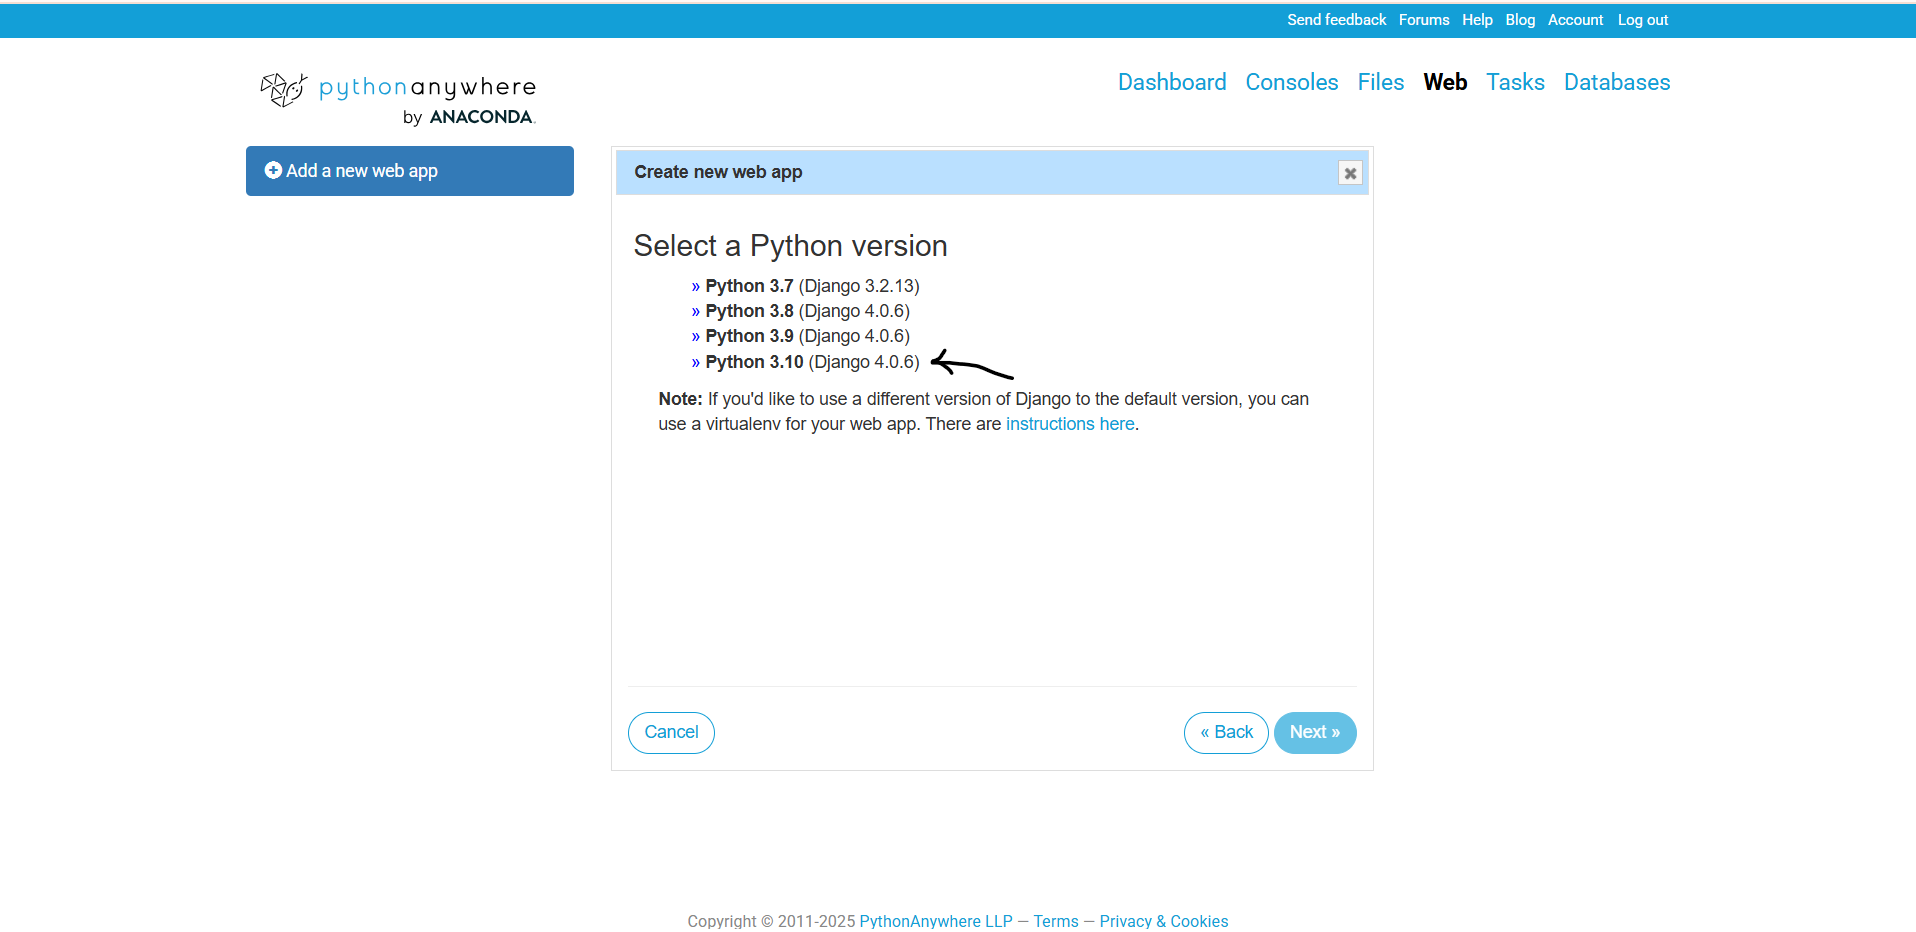 Send feedback Forums Help Blog Account Log out
pythonanywhere
by ANACONDA.
Dashboard Consoles Files Web Tasks Databases
Add a new web app
Create new web app
Select a Python version
» Python 3.7 (Django 3.2.13)
» Python 3.8 (Django 4.0.6)
» Python 3.9 (Django 4.0.6)
» Python 3.10 (Django 4.0.6)
Note: If you'd like to use a different version of Django to the default version, you can
use a virtualenv for your web app. There are instructions here.
Cancel
« Back
Next »
Copyright © 2011-2025 PythonAnywhere LLP — Terms — Privacy & Cookies